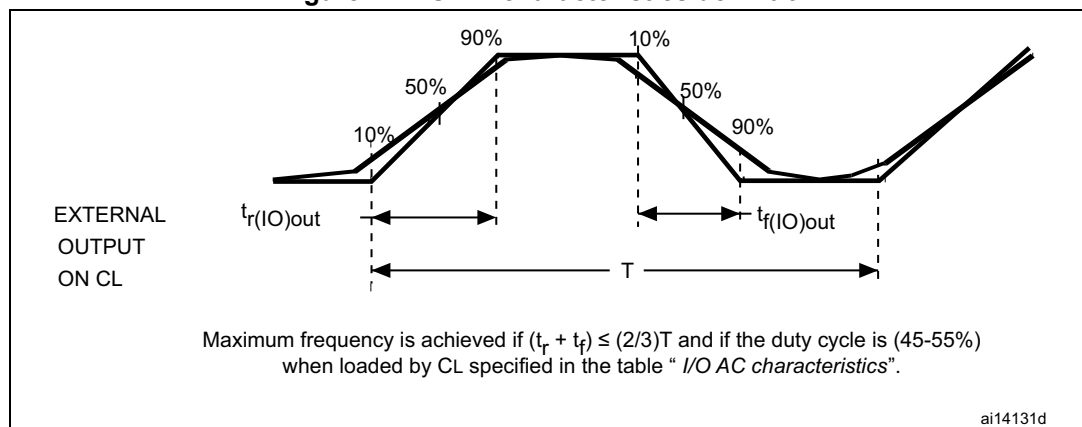 90%
10%
50%
50%
10%
90%
EXTERNAL
OUTPUT
ON CL
tr(IO)out
tf(IO)out
T
Maximum frequency is achieved if (tr + tf) ≤ (2/3)T and if the duty cycle is (45-55%)
when loaded by CL specified in the table “ I/O AC characteristics”.
ai14131d